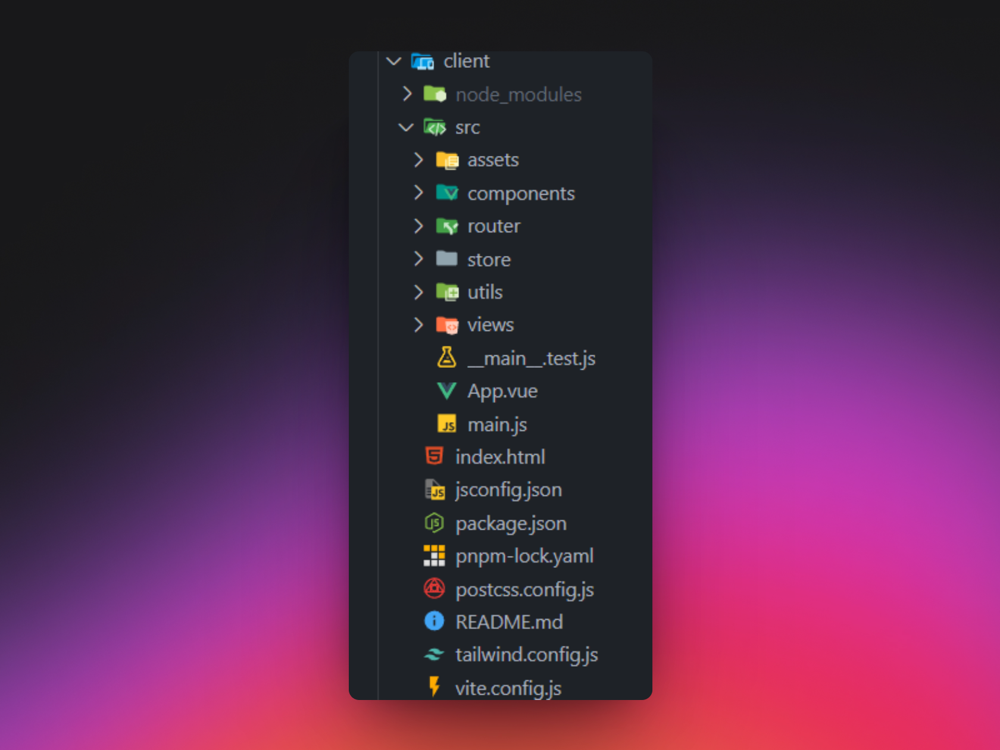 client
node_modules
src
assets
components
router
store
utils
views
__main__.test.js
App.vue
main.js
index.html
jsconfig.json
package.json
pnpm-lock.yaml
postcss.config.js
README.md
tailwind.config.js
vite.config.js